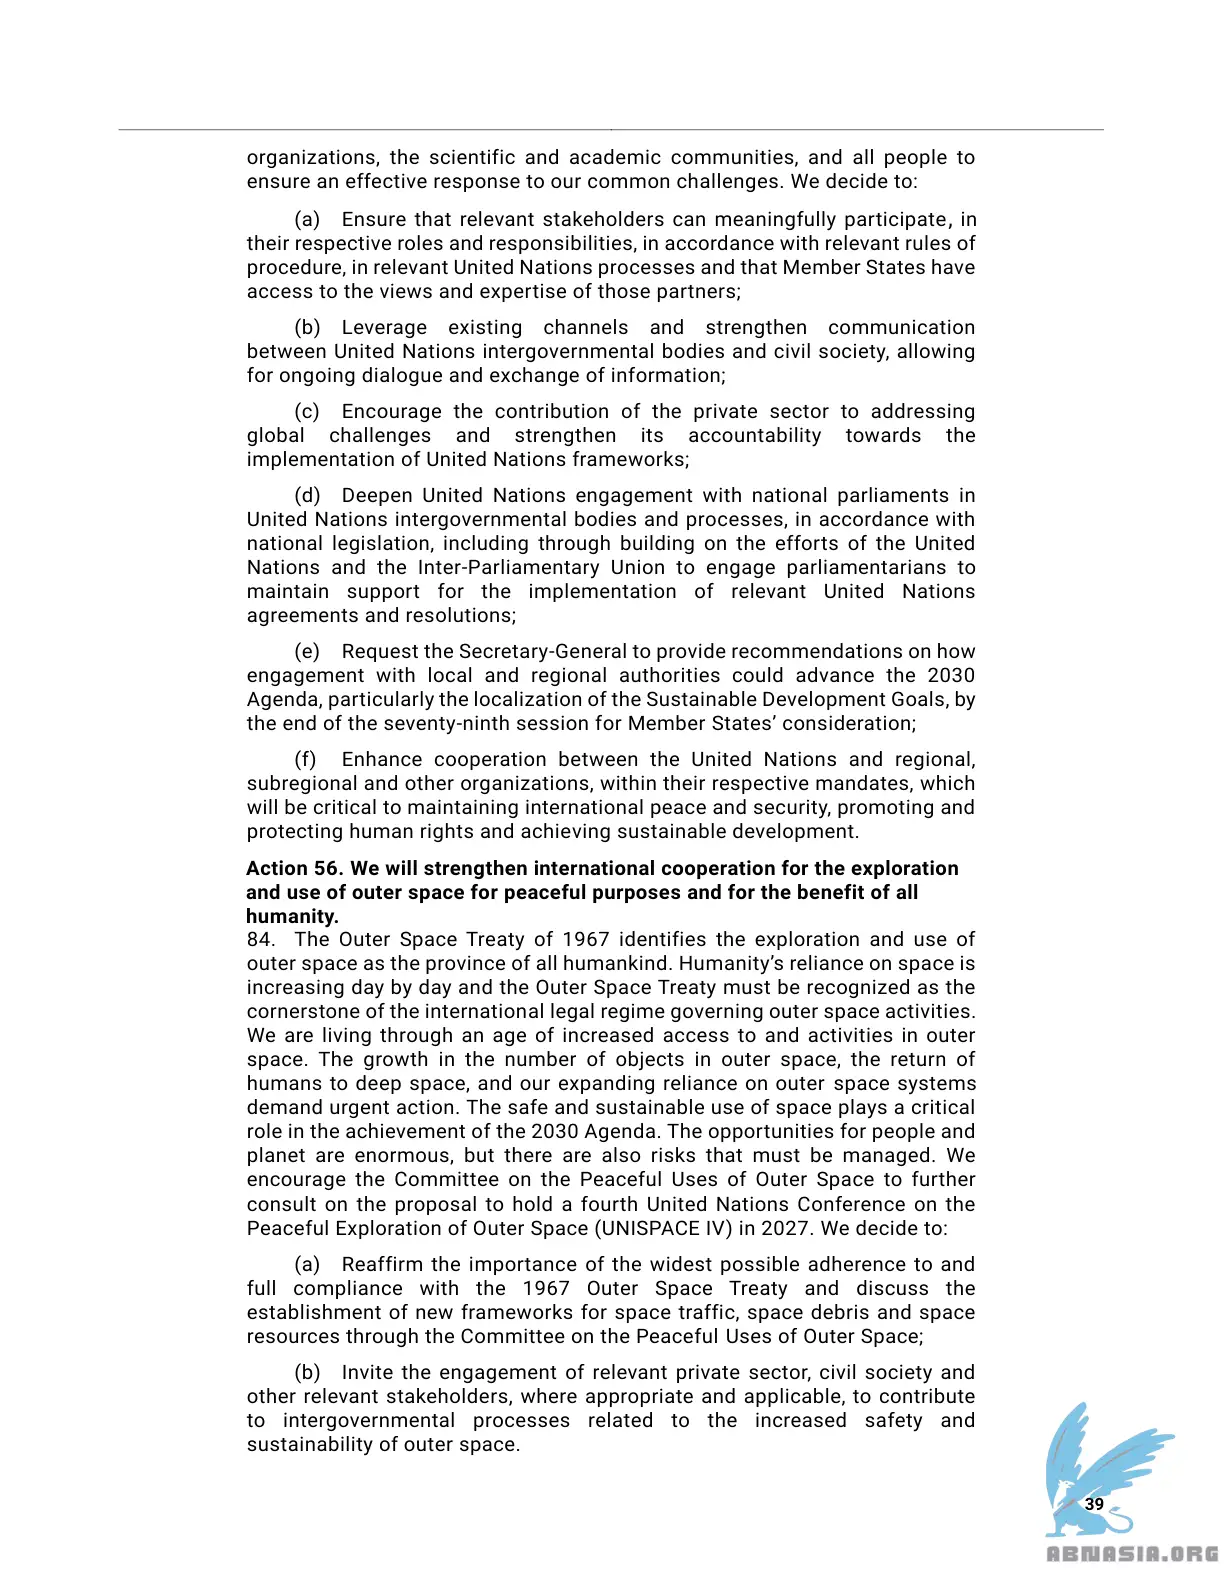 organizations, the scientific and academic communities, and all people to
ensure an effective response to our common challenges. We decide to:
(a) Ensure that relevant stakeholders can meaningfully participate, in
their respective roles and responsibilities, in accordance with relevant rules of
procedure, in relevant United Nations processes and that Member States have
access to the views and expertise of those partners;
(b) Leverage existing channels and strengthen communication
between United Nations intergovernmental bodies and civil society, allowing
for ongoing dialogue and exchange of information;
(c) Encourage the contribution of the private sector to addressing
global challenges and strengthen its accountability towards the
implementation of United Nations frameworks;
(d) Deepen United Nations engagement with national parliaments in
United Nations intergovernmental bodies and processes, in accordance with
national legislation, including through building on the efforts of the United
Nations and the Inter-Parliamentary Union to engage parliamentarians to
maintain support for the implementation of relevant United Nations
agreements and resolutions;
(e) Request the Secretary-General to provide recommendations on how
engagement with local and regional authorities could advance the 2030
Agenda, particularly the localization of the Sustainable Development Goals, by
the end of the seventy-ninth session for Member States’ consideration;
(f) Enhance cooperation between the United Nations and regional,
subregional and other organizations, within their respective mandates, which
will be critical to maintaining international peace and security, promoting and
protecting human rights and achieving sustainable development.
Action 56. We will strengthen international cooperation for the exploration
and use of outer space for peaceful purposes and for the benefit of all
humanity.
84. The Outer Space Treaty of 1967 identifies the exploration and use of
outer space as the province of all humankind. Humanity’s reliance on space is
increasing day by day and the Outer Space Treaty must be recognized as the
cornerstone of the international legal regime governing outer space activities.
We are living through an age of increased access to and activities in outer
space. The growth in the number of objects in outer space, the return of
humans to deep space, and our expanding reliance on outer space systems
demand urgent action. The safe and sustainable use of space plays a critical
role in the achievement of the 2030 Agenda. The opportunities for people and
planet are enormous, but there are also risks that must be managed. We
encourage the Committee on the Peaceful Uses of Outer Space to further
consult on the proposal to hold a fourth United Nations Conference on the
Peaceful Exploration of Outer Space (UNISPACE IV) in 2027. We decide to:
(a) Reaffirm the importance of the widest possible adherence to and
full compliance with the 1967 Outer Space Treaty and discuss the
establishment of new frameworks for space traffic, space debris and space
resources through the Committee on the Peaceful Uses of Outer Space;
(b) Invite the engagement of relevant private sector, civil society and
other relevant stakeholders, where appropriate and applicable, to contribute
to intergovernmental processes related to the increased safety and
sustainability of outer space.
39
ABNASIA.ORG